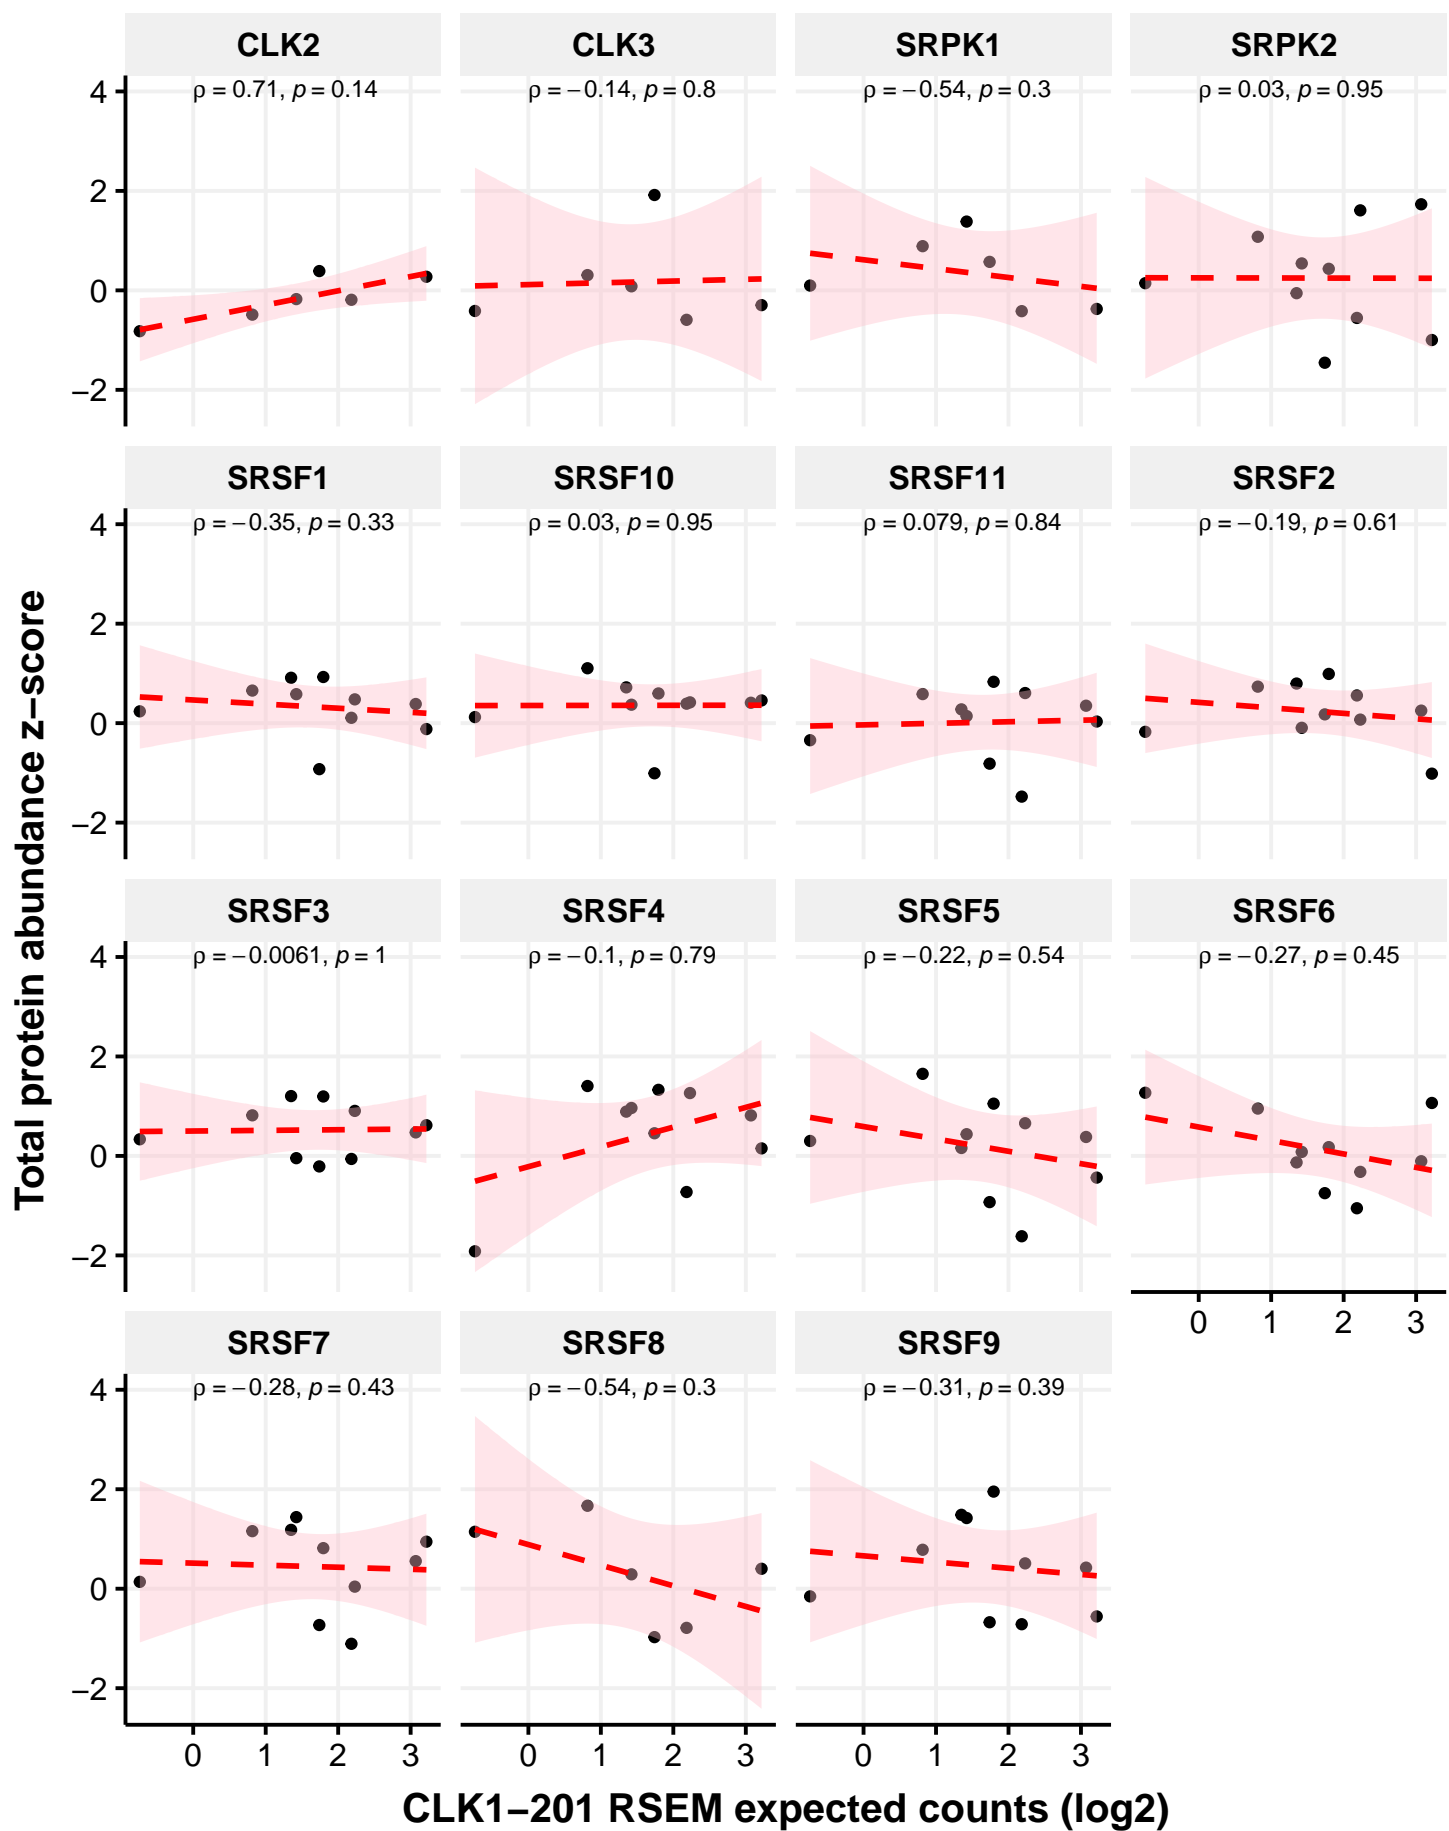 CLK2 CLK3 SRPK1 SRPK2
ρ = 0.71, p = 0.14 ρ = −0.14, p = 0.8 ρ = −0.54, p = 0.3 ρ = 0.03, p = 0.95
4
2
0
−2
SRSF1 SRSF10 SRSF11 SRSF2
ρ = −0.35, p = 0.33 ρ = 0.03, p = 0.95 ρ = 0.079, p = 0.84 ρ = −0.19, p = 0.61
4
2
0
−2
SRSF3 SRSF4 SRSF5 SRSF6
ρ = −0.0061, p = 1 ρ = −0.1, p = 0.79 ρ = −0.22, p = 0.54 ρ = −0.27, p = 0.45
4
2
0
−2
0 1 2 3
SRSF7 SRSF8 SRSF9
ρ = −0.28, p = 0.43 ρ = −0.54, p = 0.3 ρ = −0.31, p = 0.39
4
2
0
−2
0 1 2 3 0 1 2 3 0 1 2 3
Total protein abundance z−score
CLK1−201 RSEM expected counts (log2)